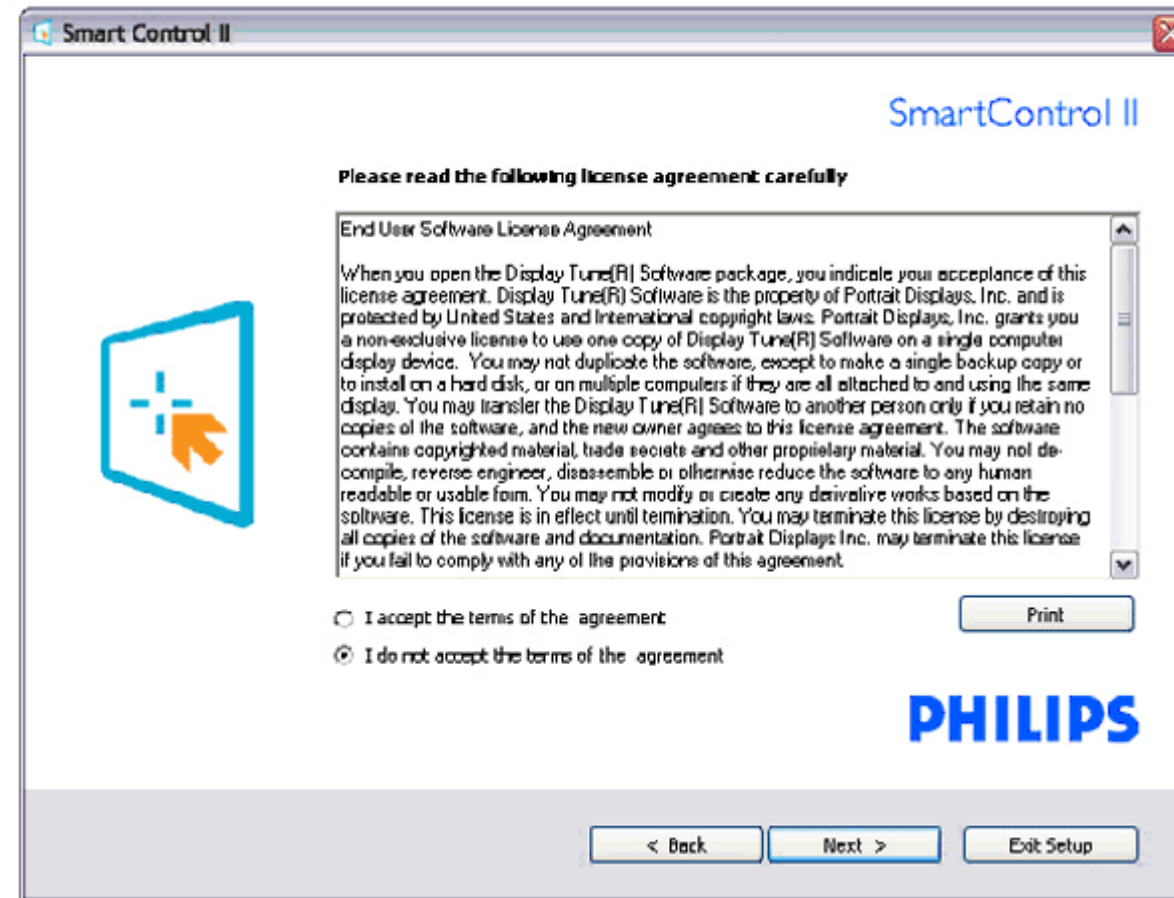 Smart Control II
SmartControl II
Please read the following license agreement carefully
End User Software License Agreement
When you open the Display Tune(R) Software package, you indicate your acceptance of this
license agreement. Display Tune(R) Software is the property of Portrait Displays, Inc. and is
protected by United States and International copyright laws. Portrait Displays, Inc. grants you
a non-exclusive license to use one copy of Display Tune(R) Software on a single computer
display device. You may not duplicate the software, except to make a single backup copy or
to install on a hard disk, or on multiple computers if they are all attached to and using the same
display. You may transfer the Display Tune(R) Software to another person only if you retain no
copies of the software, and the new owner agrees to this license agreement. The software
contains copyrighted material, trade secrets and other proprietary material. You may not de-
compile, reverse engineer, disassemble or otherwise reduce the software to any human
readable or usable form. You may not modify or create any derivative works based on the
software. This license is in effect until termination. You may terminate this license by destroying
all copies of the software and documentation. Portrait Displays Inc. may terminate this license
if you fail to comply with any of the provisions of this agreement.
I accept the terms of the agreement
Print
I do not accept the terms of the agreement
PHILIPS
< Back
Next >
Exit Setup